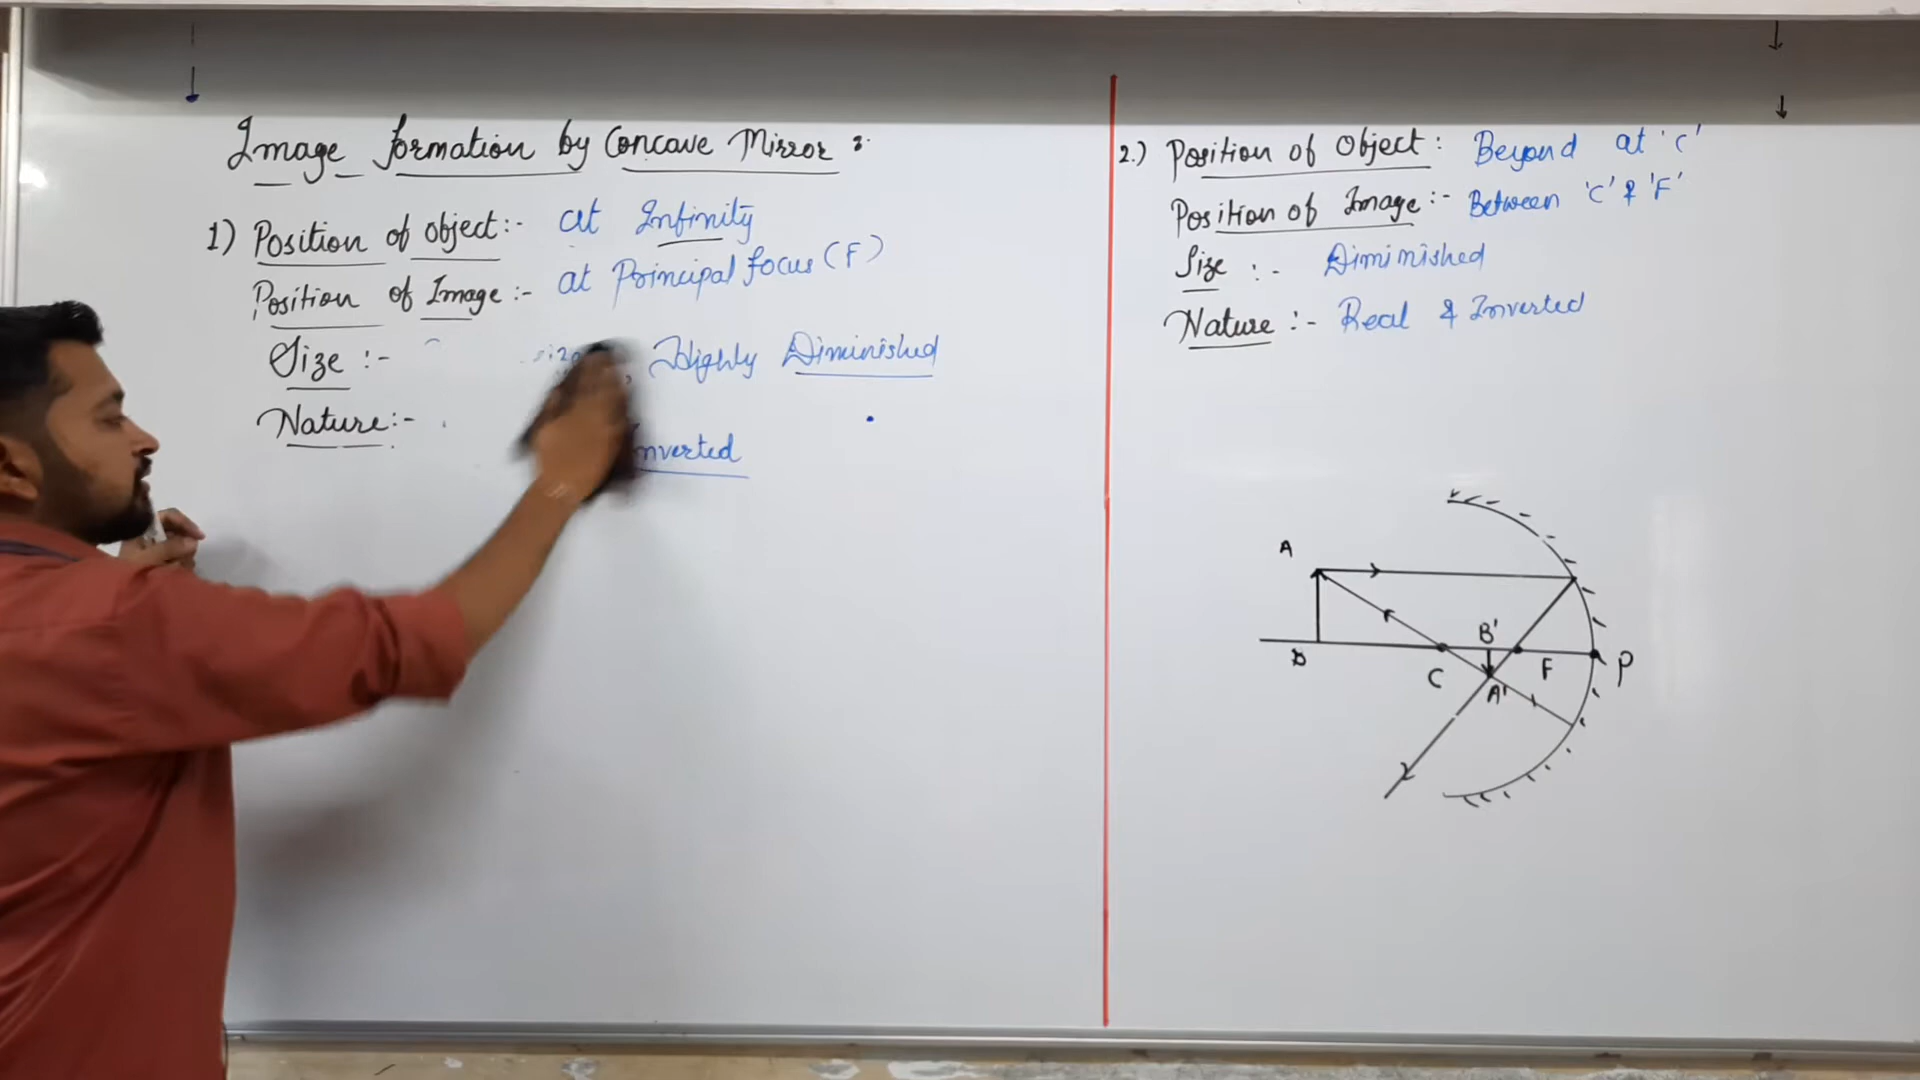 Image formation by Concave Mirror :
1) Position of object :- at Infinity
Position of Image :- at Principal focus (F)
Size :- Highly Diminished
Nature :- Inverted
2.) Position of Object : Beyond at 'C'
Position of Image :- Between 'C' & 'F'
Size :- Diminished
Nature :- Real & Inverted
A
B'
B
C
A'
F
P